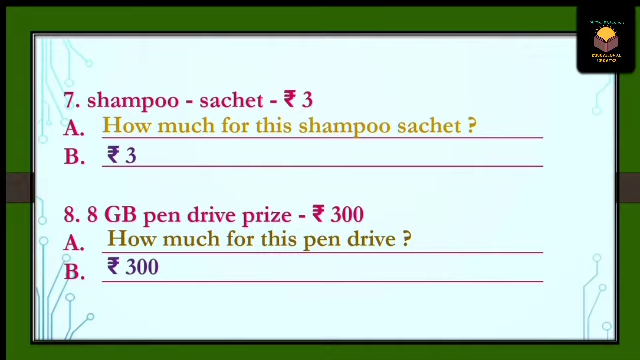 7. shampoo - sachet - ₹ 3
A. How much for this shampoo sachet ?
B. ₹ 3
8. 8 GB pen drive prize - ₹ 300
A. How much for this pen drive ?
B. ₹ 300
EDUCATIONAL